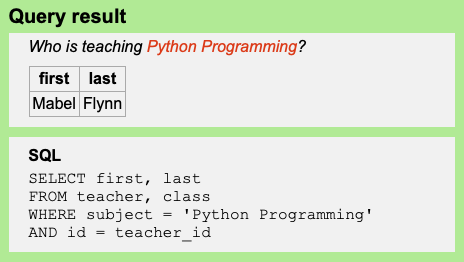 Query result
Who is teaching Python Programming?
first last
Mabel Flynn
SQL
SELECT first, last
FROM teacher, class
WHERE subject = 'Python Programming'
AND id = teacher_id